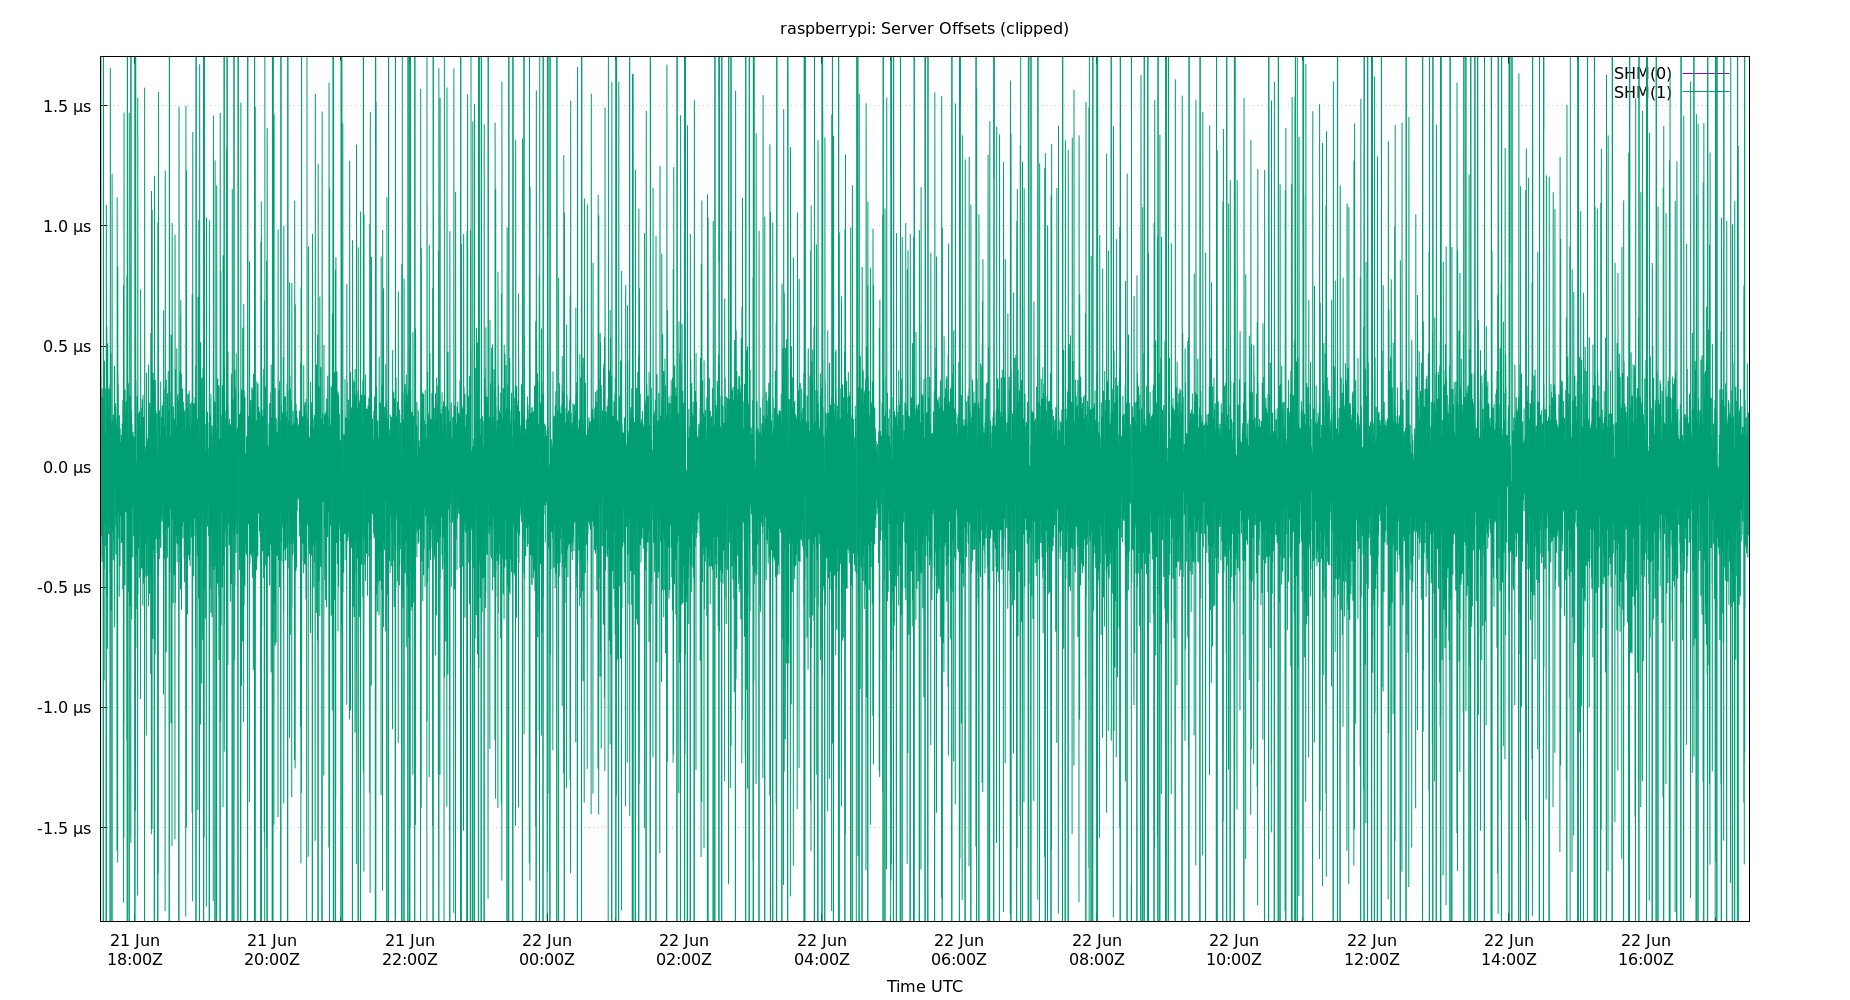 raspberrypi: Server Offsets (clipped)
SHM(0)
SHM(1)
1.5 µs
1.0 µs
0.5 µs
0.0 µs
-0.5 µs
-1.0 µs
-1.5 µs
21 Jun 21 Jun 21 Jun 22 Jun 22 Jun 22 Jun 22 Jun 22 Jun 22 Jun 22 Jun 22 Jun 22 Jun
18:00Z 20:00Z 22:00Z 00:00Z 02:00Z 04:00Z 06:00Z 08:00Z 10:00Z 12:00Z 14:00Z 16:00Z
Time UTC